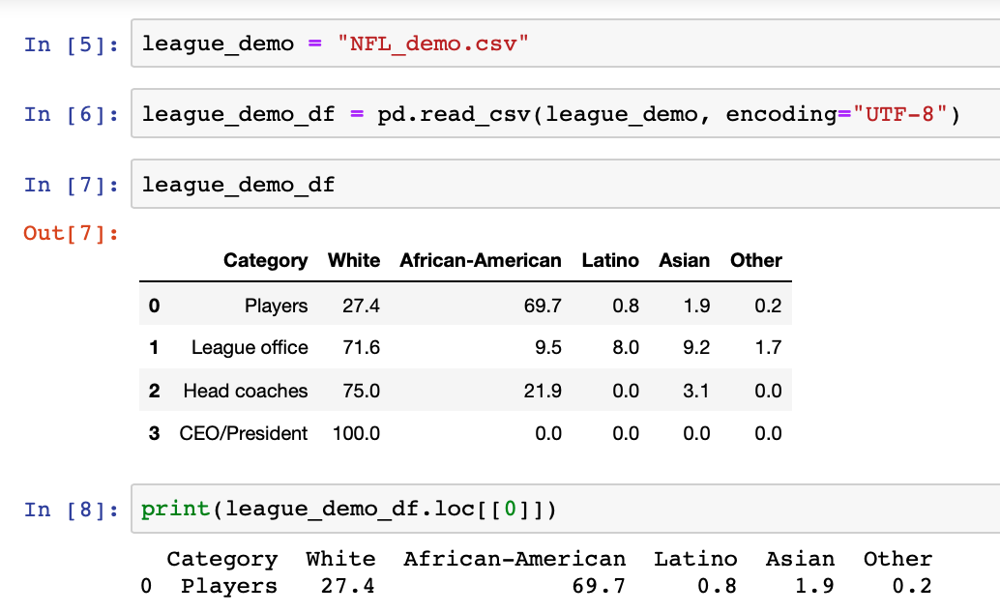 In [5]: league_demo = "NFL_demo.csv"
In [6]: league_demo_df = pd.read_csv(league_demo, encoding="UTF-8")
In [7]: league_demo_df
Out[7]:
Category White African-American Latino Asian Other
0 Players 27.4 69.7 0.8 1.9 0.2
1 League office 71.6 9.5 8.0 9.2 1.7
2 Head coaches 75.0 21.9 0.0 3.1 0.0
3 CEO/President 100.0 0.0 0.0 0.0 0.0
In [8]: print(league_demo_df.loc[[0]])
Category White African-American Latino Asian Other
0 Players 27.4 69.7 0.8 1.9 0.2